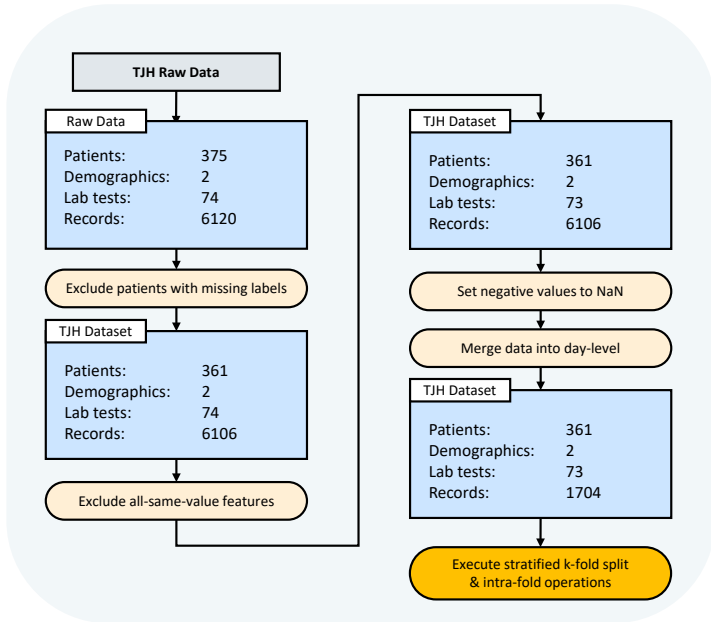 TJH Raw Data
Raw Data
Patients: 375
Demographics: 2
Lab tests: 74
Records: 6120
Exclude patients with missing labels
TJH Dataset
Patients: 361
Demographics: 2
Lab tests: 74
Records: 6106
Exclude all-same-value features
TJH Dataset
Patients: 361
Demographics: 2
Lab tests: 73
Records: 6106
Set negative values to NaN
Merge data into day-level
TJH Dataset
Patients: 361
Demographics: 2
Lab tests: 73
Records: 1704
Execute stratified k-fold split
& intra-fold operations